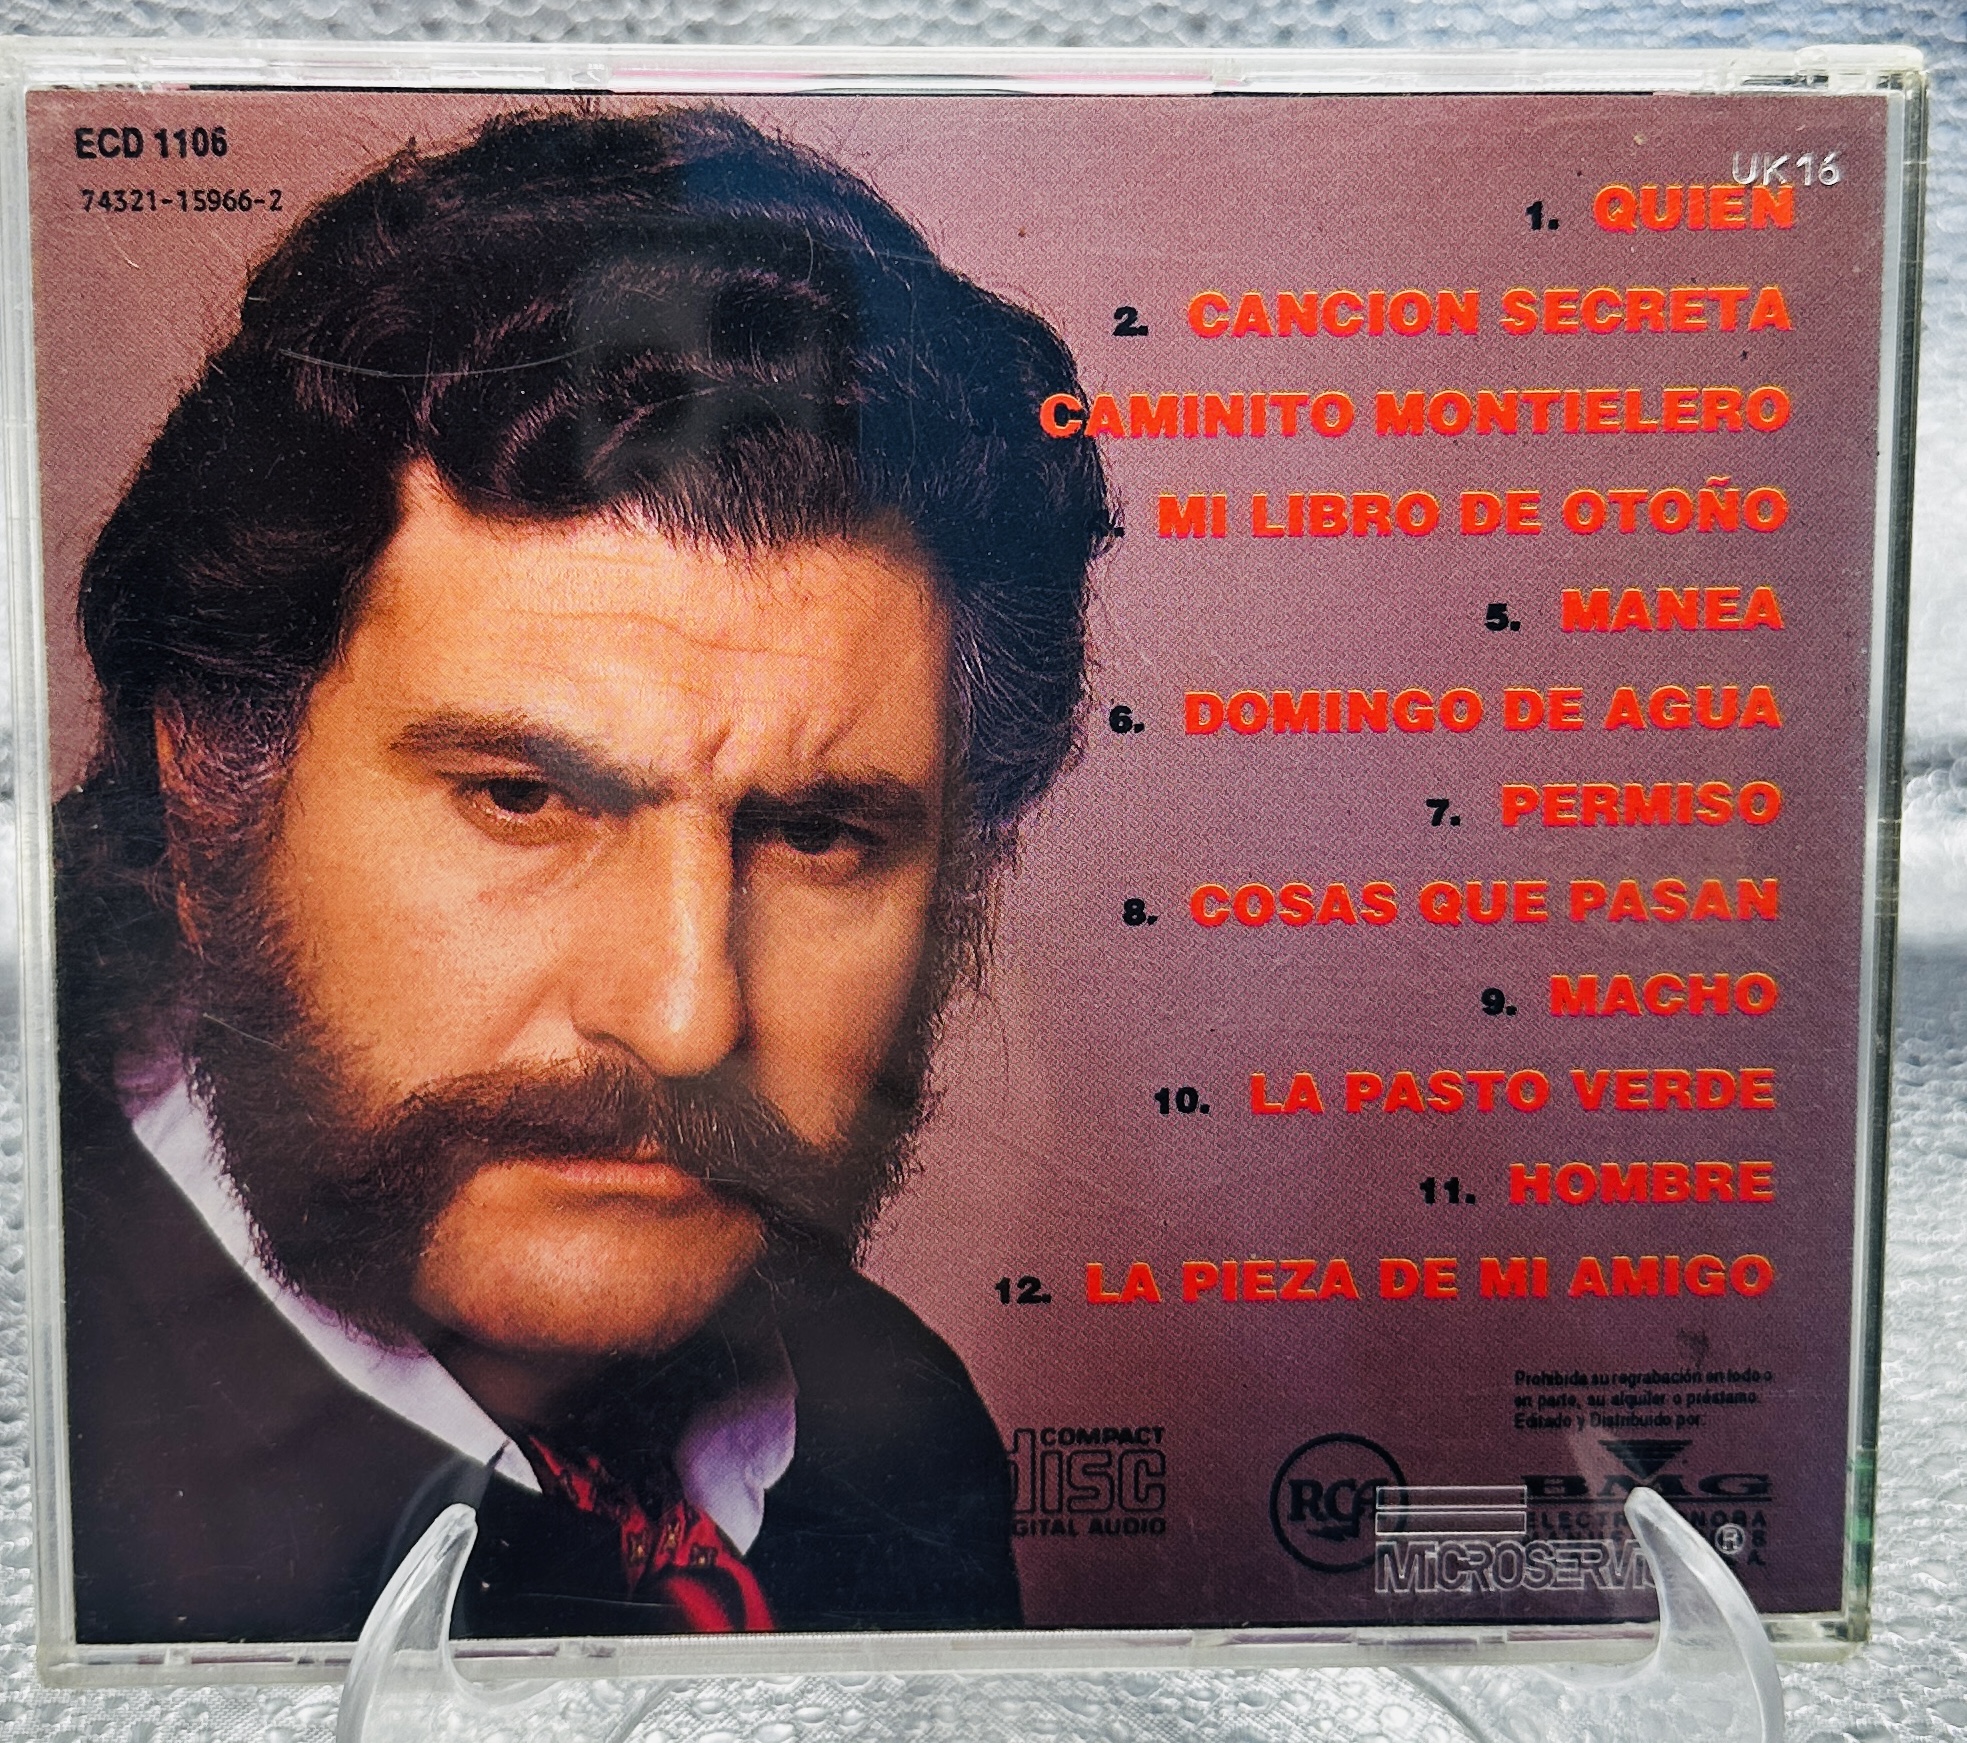 ECD 1106
74321-15966-2
UK16
1. QUIEN
2. CANCION SECRETA
CAMINITO MONTIELERO
MI LIBRO DE OTOÑO
5. MANEA
6. DOMINGO DE AGUA
7. PERMISO
8. COSAS QUE PASAN
9. MACHO
10. LA PASTO VERDE
11. HOMBRE
12. LA PIEZA DE MI AMIGO
Prohibida su regrabación en todo o
en parte, su alquiler o préstamo.
Editado y Distribuido por:
COMPACT
disc
DIGITAL AUDIO
RCA
BMG
MICROSERVICE ®